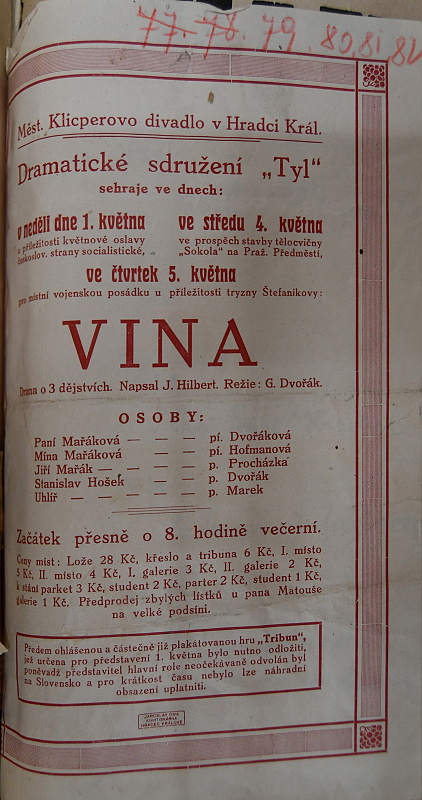 77. 78. 79. 80, 81, 82
Měst. Klicperovo divadlo v Hradci Král.
Dramatické sdružení „Tyl“
sehraje ve dnech:
v neděli dne 1. května
u příležitosti květnové oslavy
českoslov. strany socialistické,
ve středu 4. května
ve prospěch stavby tělocvičny
„Sokola“ na Praž. Předměstí,
ve čtvrtek 5. května
pro místní vojenskou posádku u příležitosti tryzny Štefanikovy:
VINA
Drama o 3 dějstvích. Napsal J. Hilbert. Režie: G. Dvořák.
OSOBY:
Paní Mařáková — — — pí. Dvořáková
Mína Mařáková — — — pí. Hofmanová
Jiří Mařák — — — — p. Procházka
Stanislav Hošek — — — p. Dvořák
Uhlíř — — — — — p. Marek
Začátek přesně o 8. hodině večerní.
Ceny míst: Lože 28 Kč, křeslo a tribuna 6 Kč, I. místo
5 Kč, II. místo 4 Kč, I. galerie 3 Kč, II. galerie 2 Kč,
k stání parket 3 Kč, student 2 Kč, parter 2 Kč, student 1 Kč,
galerie 1 Kč. Předprodej zbylých lístků u pana Matouše
na velké podsíni.
Předem ohlášenou a částečně již plakátovanou hru „Tribun“,
jež určena pro představení 1. května bylo nutno odložiti,
poněvadž představitel hlavní role neočekávaně odvolán byl
na Slovensko a pro krátkost času nebylo lze náhradní
obsazení uplatniti.
KNIHTISKÁRNA
HRADEC KRÁLOVÉ